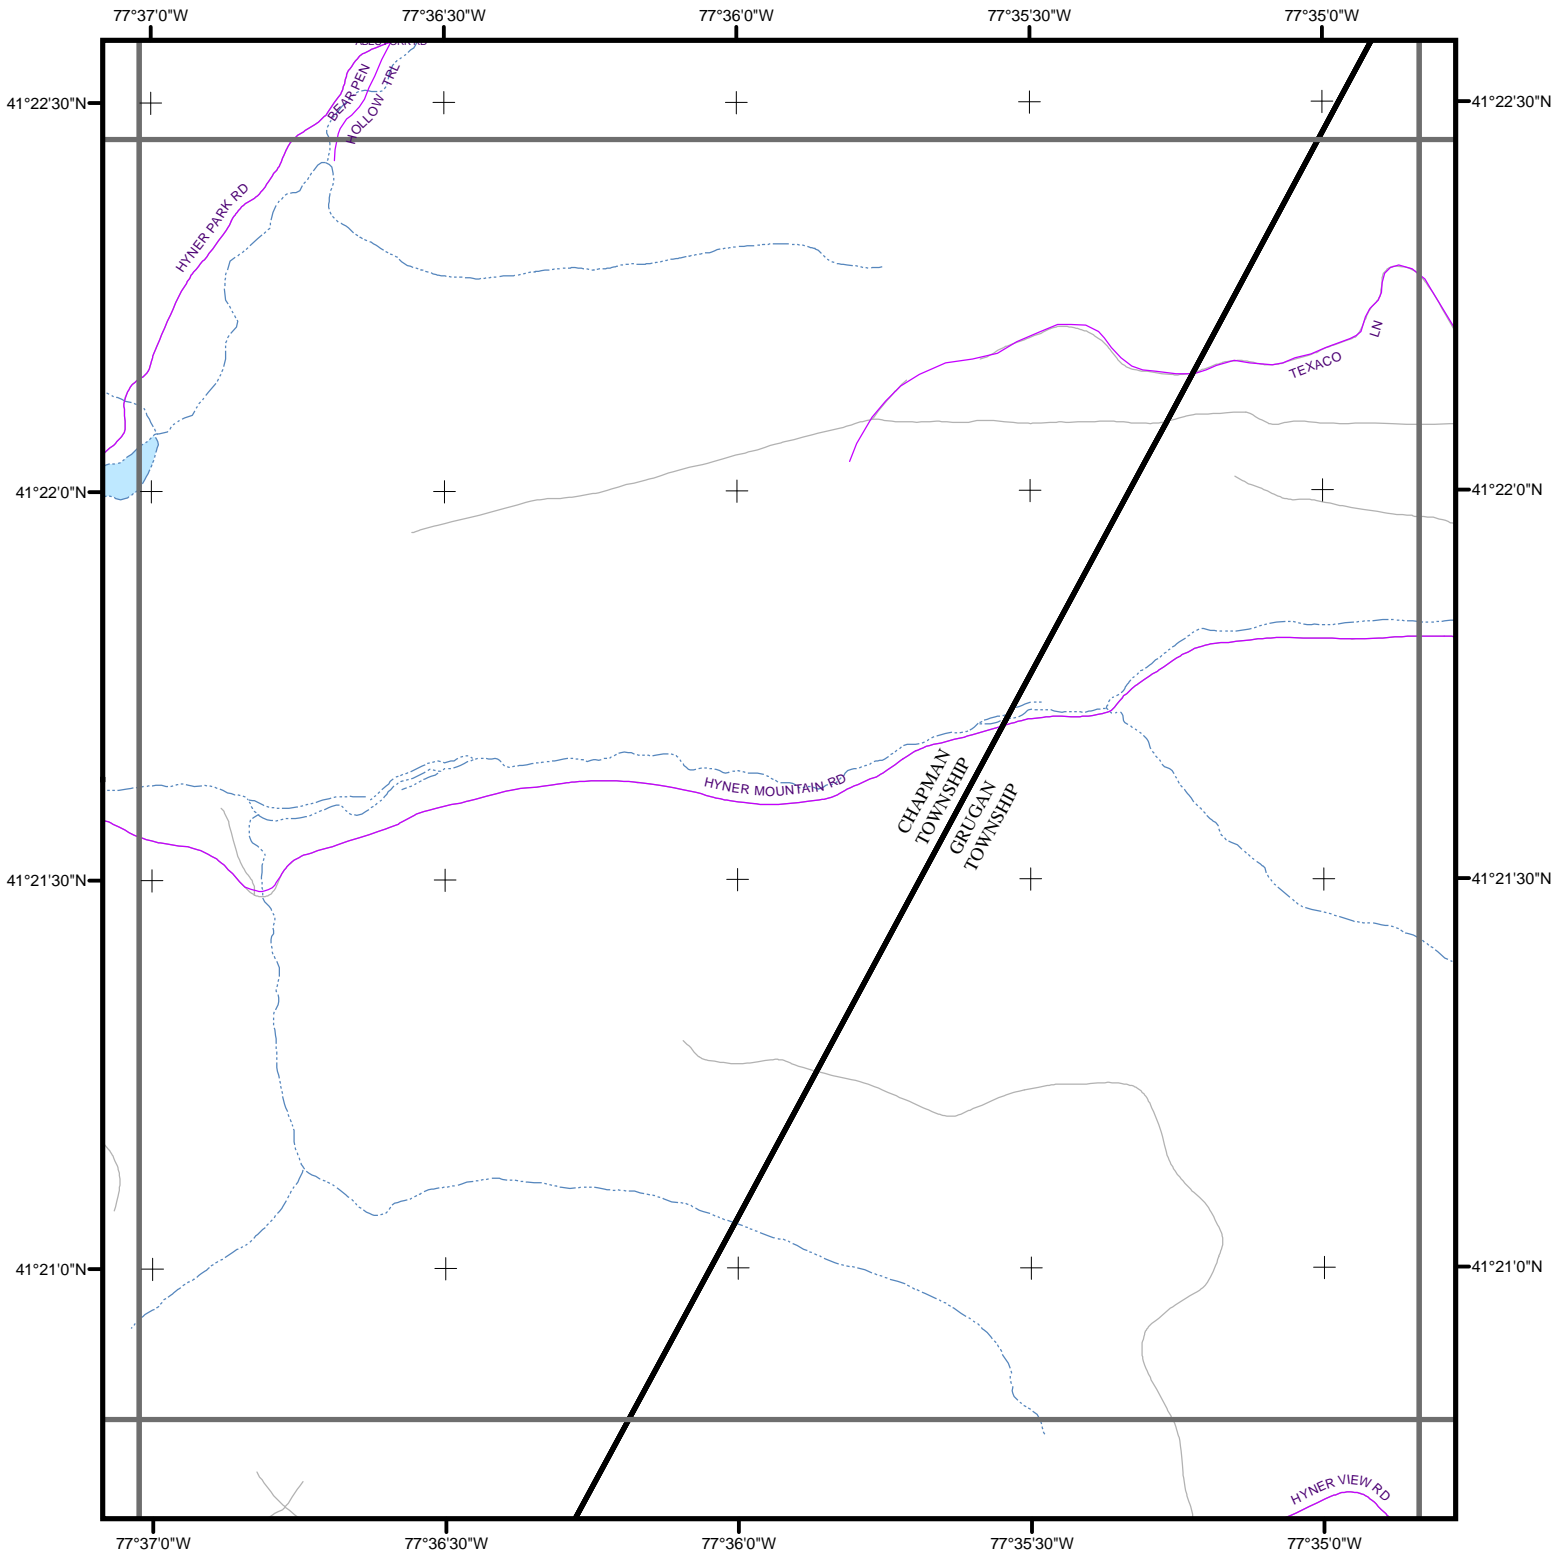 77°37'0"W
77°36'30"W
77°36'0"W
77°35'30"W
77°35'0"W
BEAR PEN
HOLLOW TRL
41°22'30"N
41°22'30"N
HYNER PARK RD
LN
TEXACO
41°22'0"N
41°22'0"N
HYNER MOUNTAIN RD
CHAPMAN
TOWNSHIP
GRUGAN
TOWNSHIP
41°21'30"N
41°21'30"N
41°21'0"N
41°21'0"N
HYNER VIEW RD
77°37'0"W
77°36'30"W
77°36'0"W
77°35'30"W
77°35'0"W